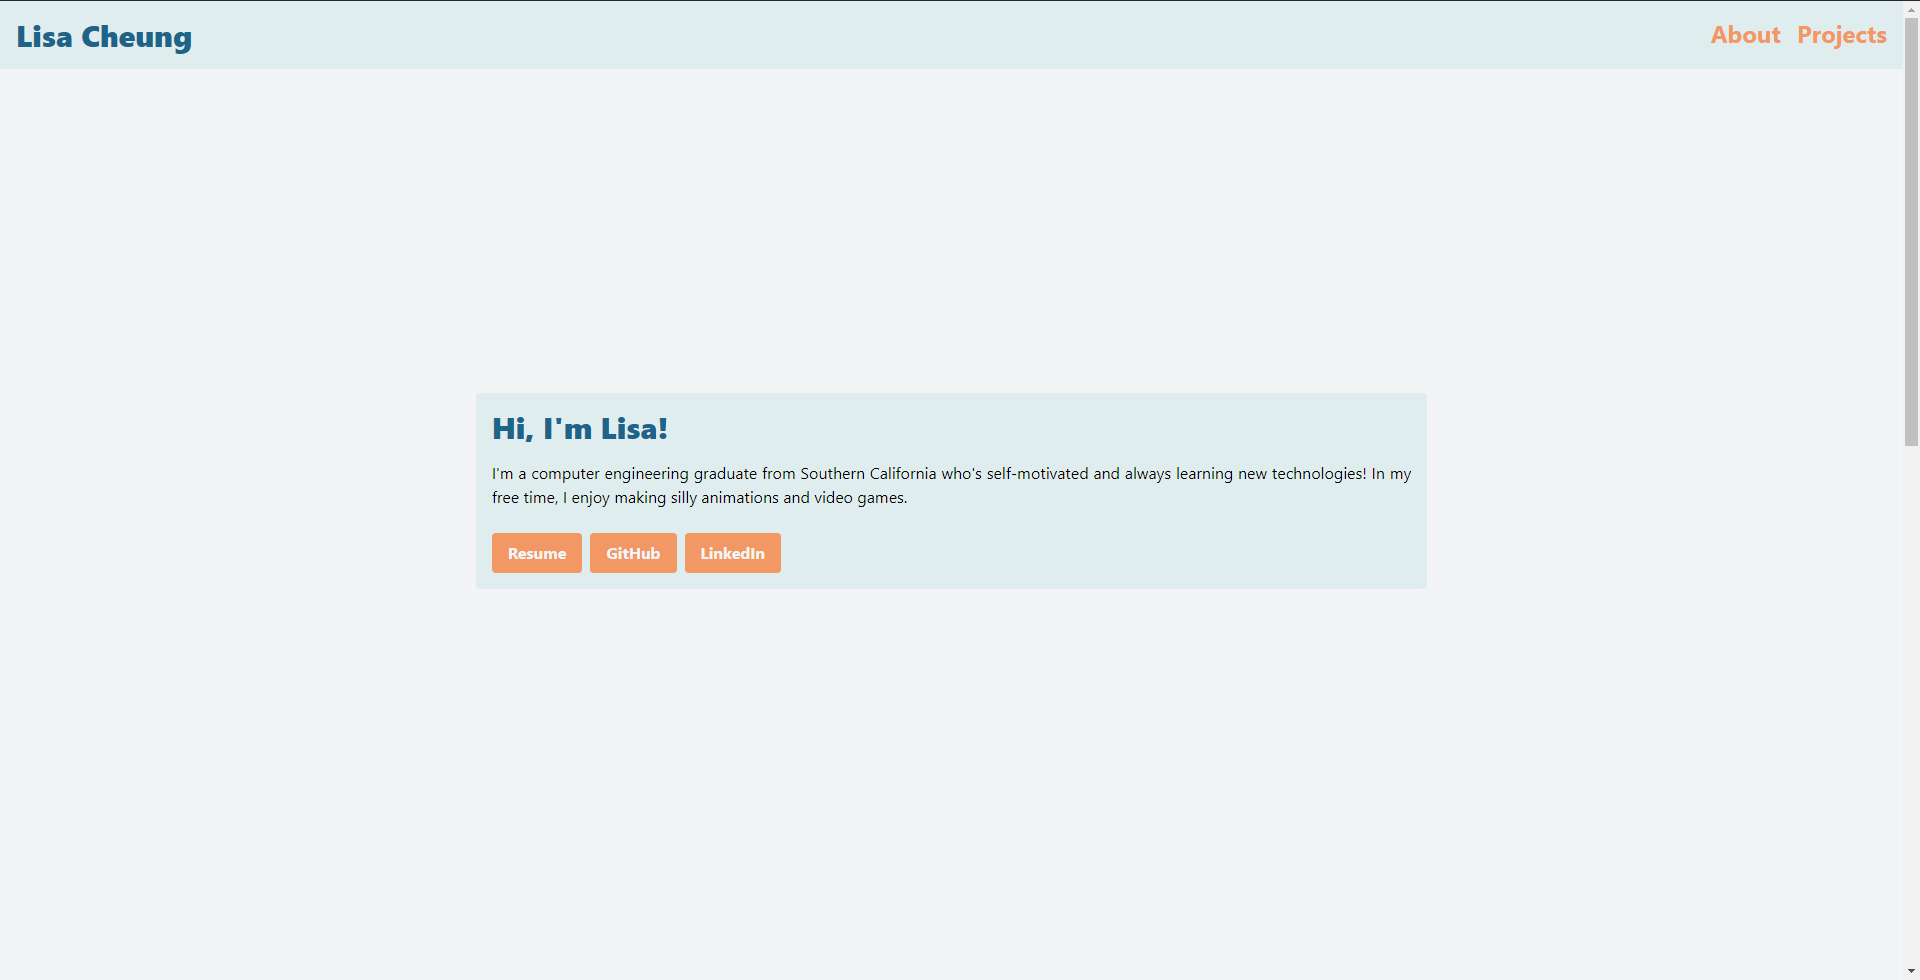 Lisa Cheung
About Projects
Hi, I'm Lisa!
I'm a computer engineering graduate from Southern California who's self-motivated and always learning new technologies! In my
free time, I enjoy making silly animations and video games.
Resume GitHub LinkedIn